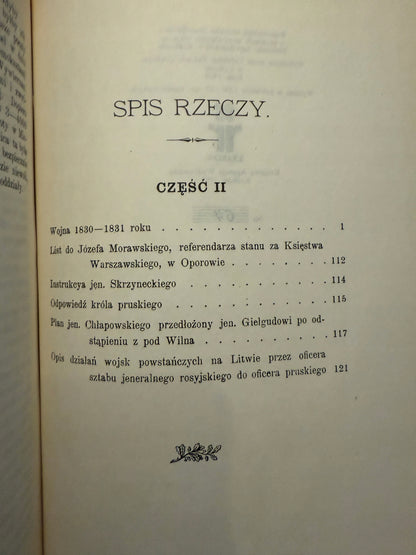 SPIS RZECZY.
CZĘŚĆ II
Wojna 1830—1831 roku . . . . . . . . . . . . 1
List do Józefa Morawskiego, referendarza stanu za Księstwa
Warszawskiego, w Oporowie . . . . . . . . 112
Instrukcya jen. Skrzyneckiego . . . . . . . . . . 114
Odpowiedź króla pruskiego . . . . . . . . . . . 115
Plan jen. Chłapowskiego przedłożony jen. Giełgudowi po od-
stąpieniu z pod Wilna . . . . . . . . . . 117
Opis działań wojsk powstańczych na Litwie przez oficera
sztabu jeneralnego rosyjskiego do oficera pruskiego 121